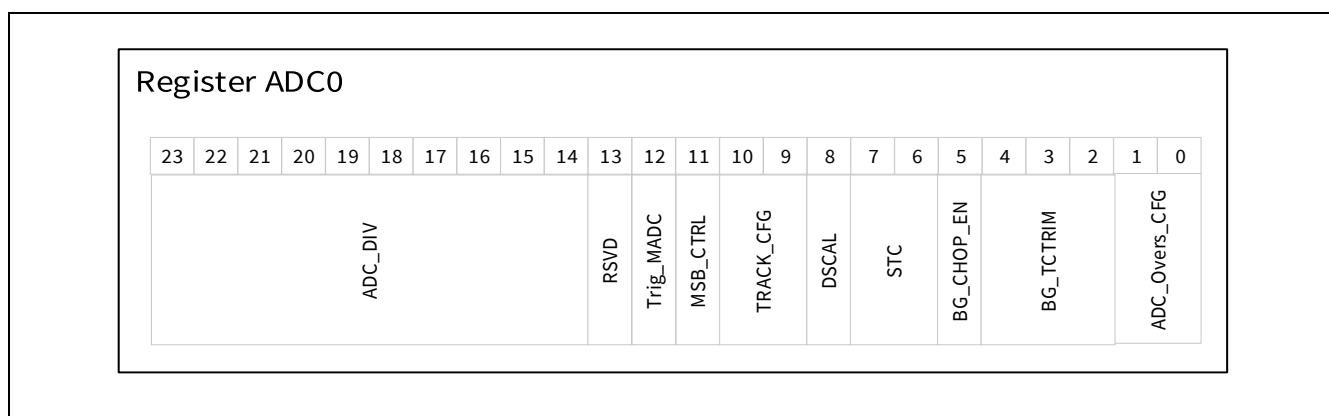 Register ADC0
23 22 21 20 19 18 17 16 15 14 13 12 11 10 9 8 7 6 5 4 3 2 1 0
ADC_DIV RSVD Trig_MADC MSB_CTRL TRACK_CFG DSCAL STC BG_CHOP_EN BG_TCTRIM ADC_Overs_CFG